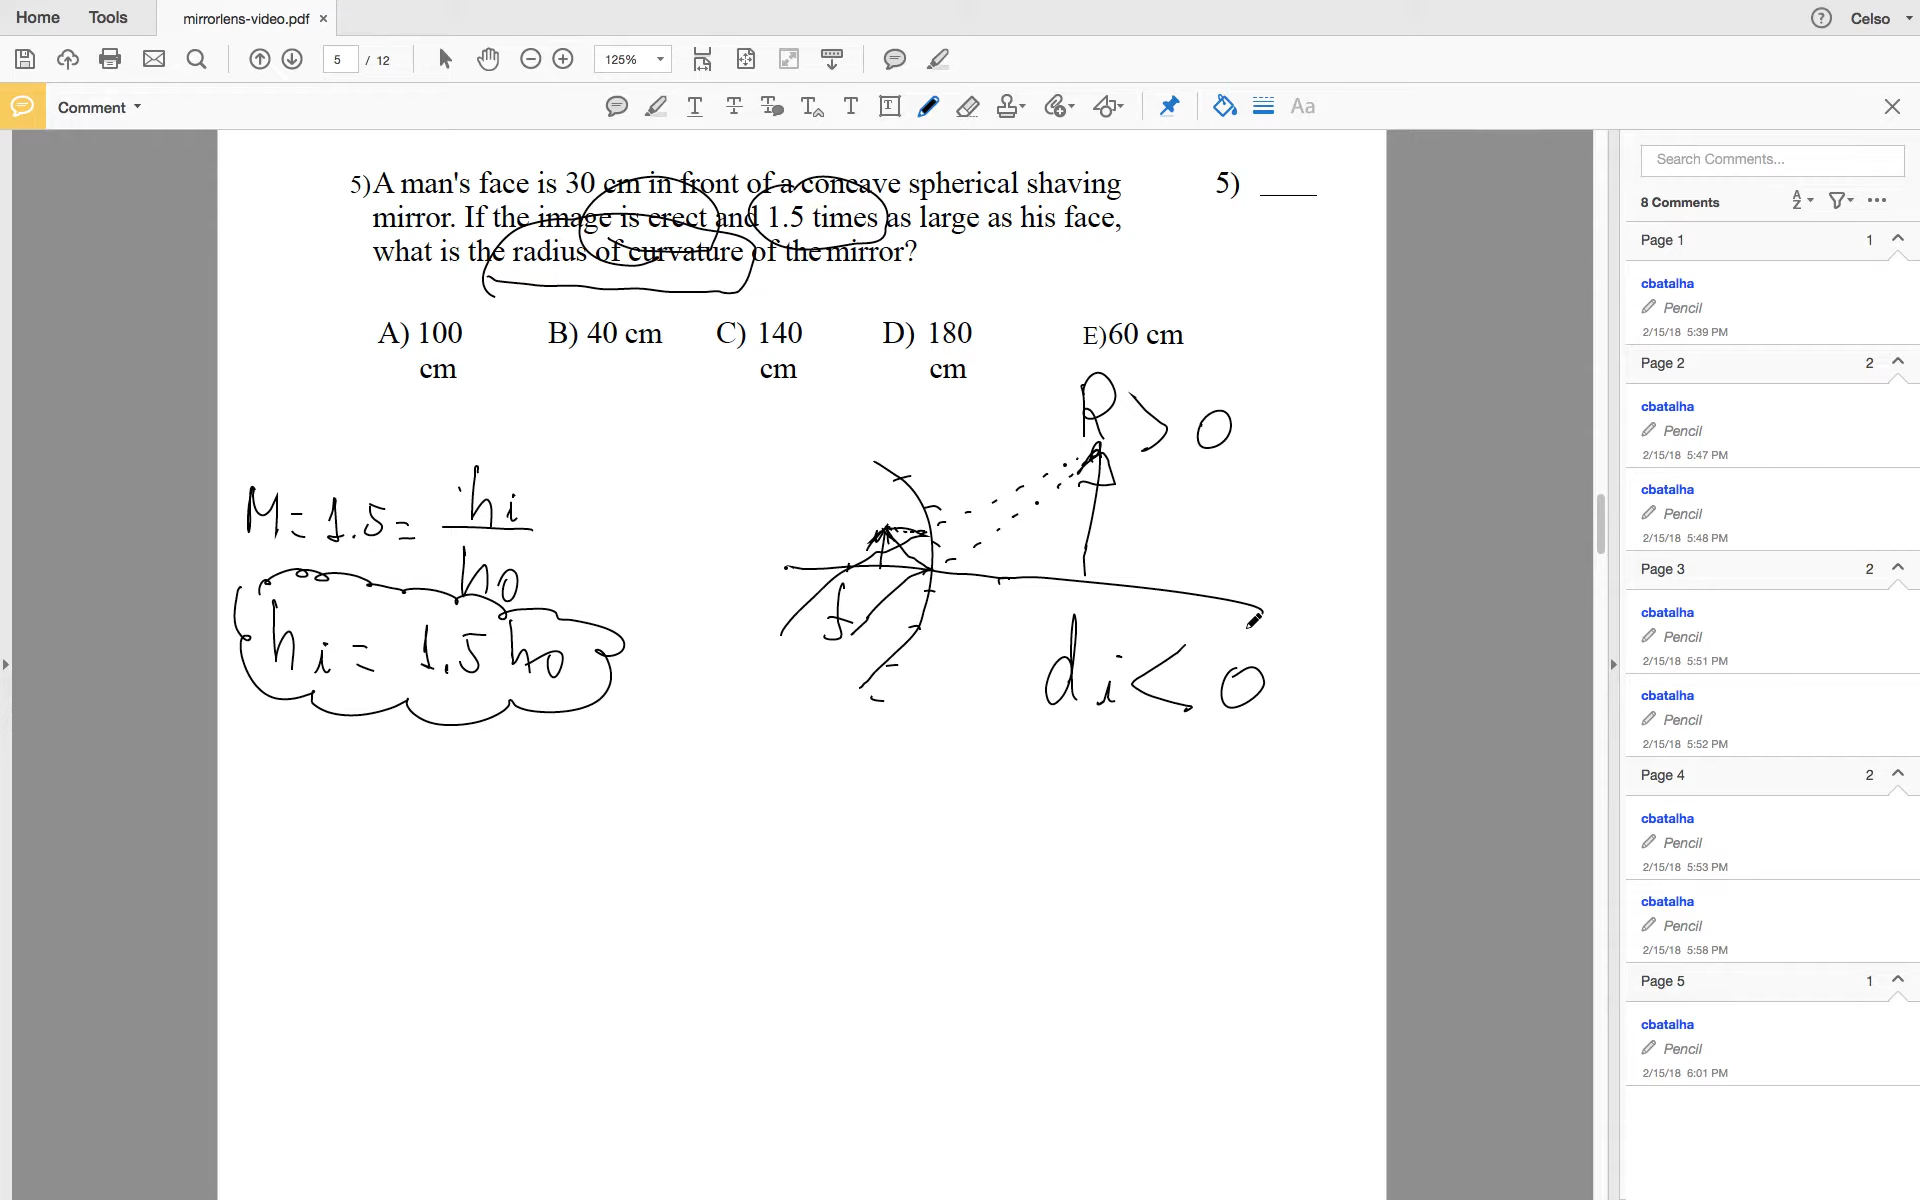 Home Tools mirrorlens-video.pdf × Celso
5 / 12 125%
Comment Aa
5)A man's face is 30 cm in front of a concave spherical shaving 5) ____
mirror. If the image is erect and 1.5 times as large as his face,
what is the radius of curvature of the mirror?
A) 100 cm B) 40 cm C) 140 cm D) 180 cm E)60 cm
R > 0
M = 1.5 = hi / ho
hi = 1.5 ho
f
di < 0
Search Comments...
8 Comments
Page 1 1
cbatalha
Pencil
2/15/18 5:39 PM
Page 2 2
cbatalha
Pencil
2/15/18 5:47 PM
cbatalha
Pencil
2/15/18 5:48 PM
Page 3 2
cbatalha
Pencil
2/15/18 5:51 PM
cbatalha
Pencil
2/15/18 5:52 PM
Page 4 2
cbatalha
Pencil
2/15/18 5:53 PM
cbatalha
Pencil
2/15/18 5:58 PM
Page 5 1
cbatalha
Pencil
2/15/18 6:01 PM